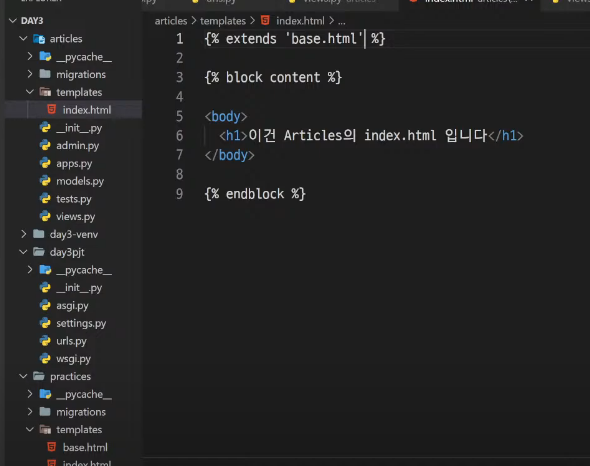 DAY3
articles
__pycache__
migrations
templates
index.html
__init__.py
admin.py
apps.py
models.py
tests.py
views.py
day3-venv
day3pjt
__pycache__
__init__.py
asgi.py
settings.py
urls.py
wsgi.py
practices
__pycache__
migrations
templates
base.html
index.html
articles > templates > index.html > ...
1 {% extends 'base.html' %}
2
3 {% block content %}
4
5 <body>
6 <h1>이건 Articles의 index.html 입니다</h1>
7 </body>
8
9 {% endblock %}